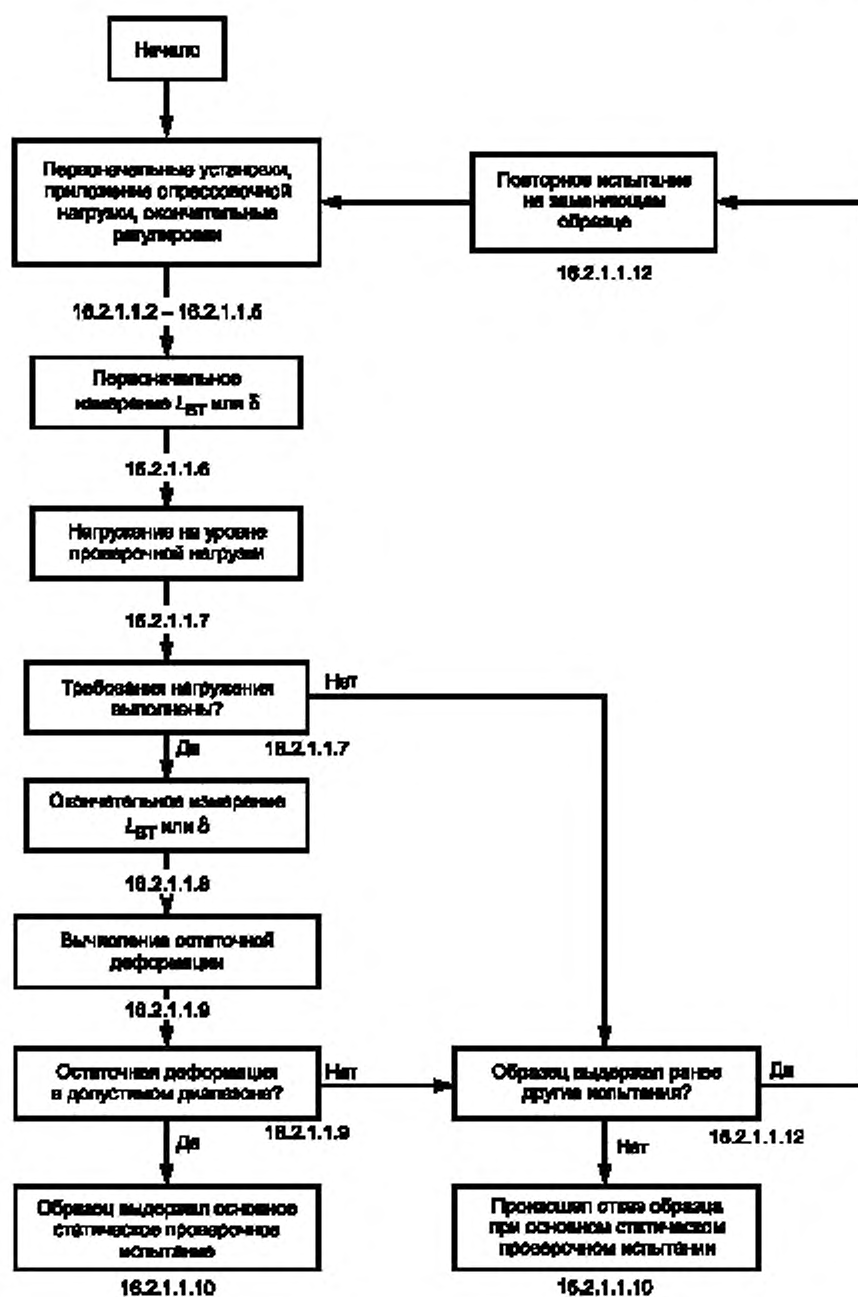 Начало
Первоначальные установки,
приложение опрессовочной
нагрузки, окончательные
регулировки
16.2.1.1.2 – 16.2.1.1.5
Повторное испытание
на заменяющем
образце
16.2.1.1.12
Первоначальное
измерение LBT или δ
16.2.1.1.6
Нагружение на уровне
проверочной нагрузки
16.2.1.1.7
Требования нагружения
выполнены?
Нет
Да
16.2.1.1.7
Окончательное измерение
LBT или δ
16.2.1.1.8
Вычисление остаточной
деформации
16.2.1.1.9
Остаточная деформация
в допустимом диапазоне?
Нет
16.2.1.1.9
Да
Образец выдержал ранее
другие испытания?
Да
16.2.1.1.12
Нет
Образец выдержал основное
статическое проверочное
испытание
16.2.1.1.10
Произошел отказ образца
при основном статическом
проверочном испытании
16.2.1.1.10